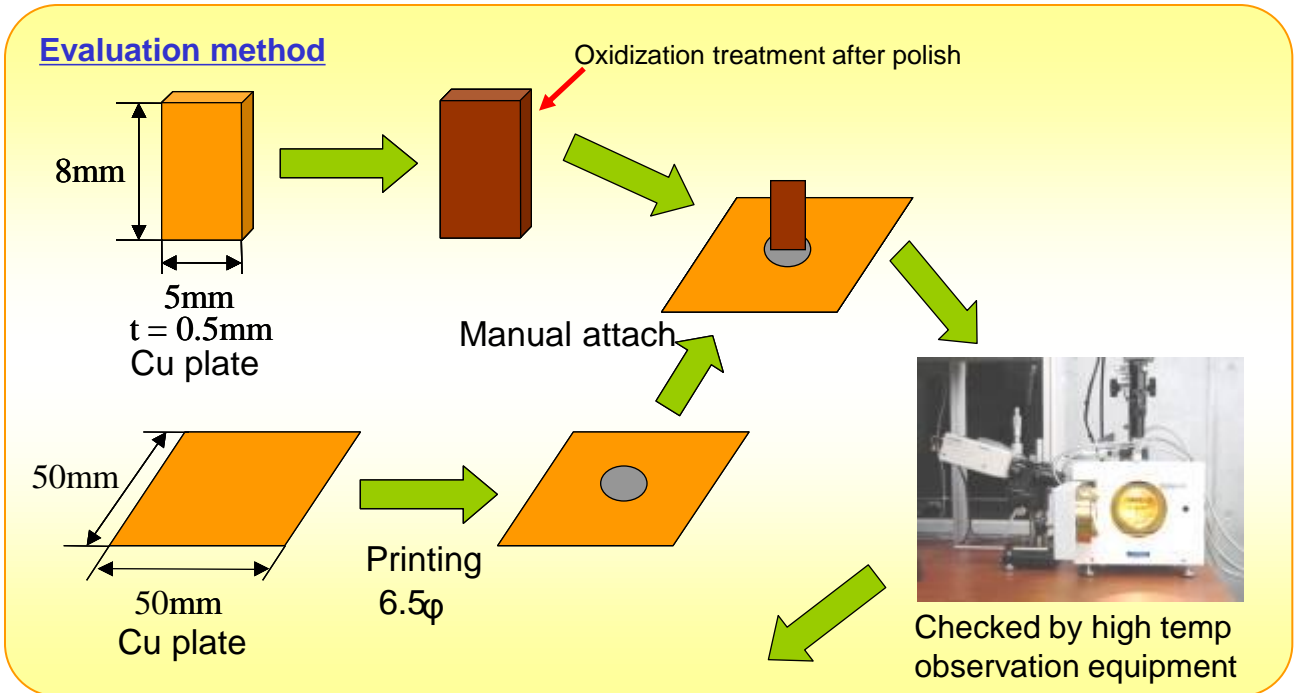 Evaluation method
Oxidization treatment after polish
8mm
5mm
t = 0.5mm
Cu plate
Manual attach
50mm
50mm
Cu plate
Printing
6.5φ
Checked by high temp
observation equipment